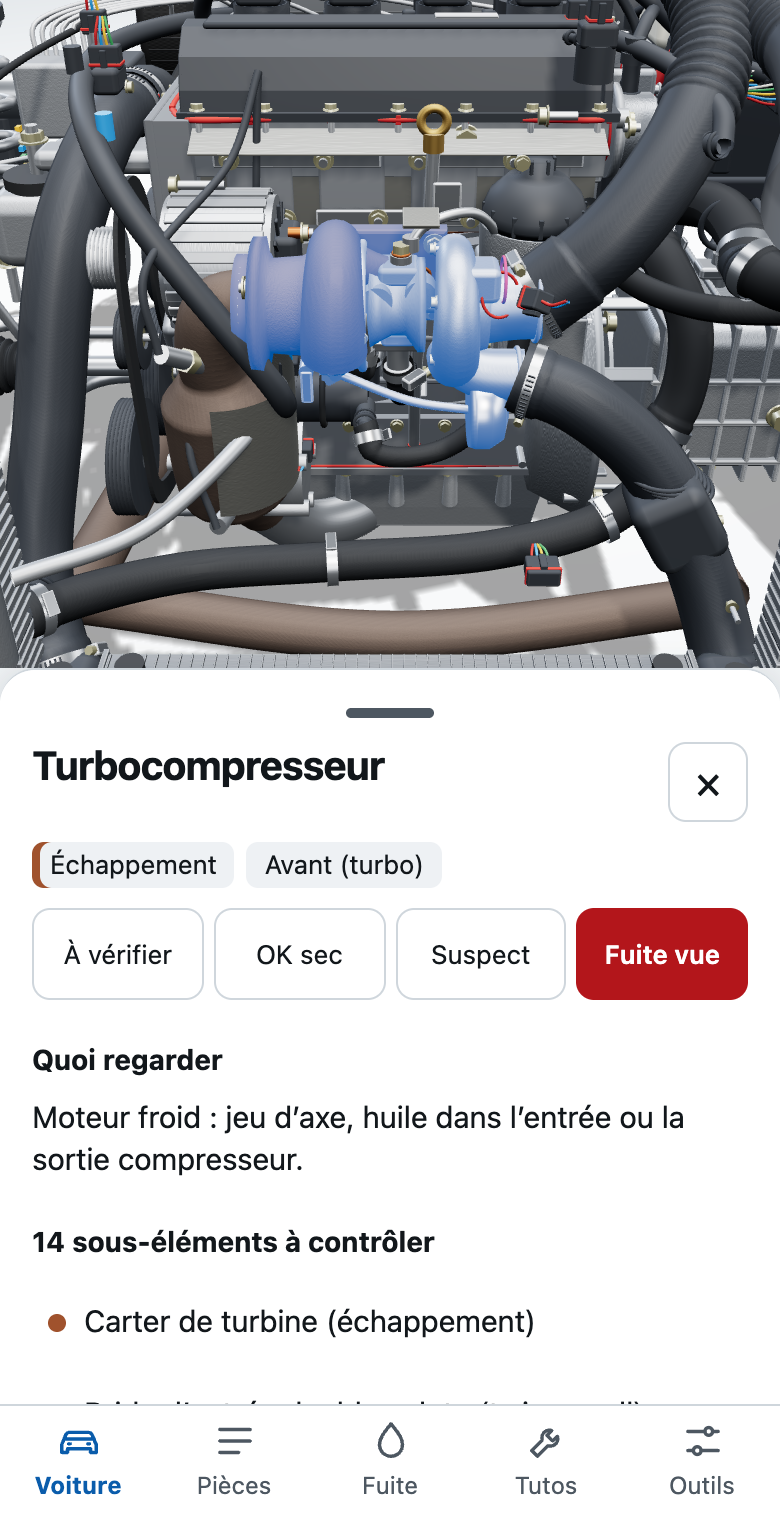 Turbocompresseur
Échappement
Avant (turbo)
À vérifier
OK sec
Suspect
Fuite vue
Quoi regarder
Moteur froid : jeu d’axe, huile dans l’entrée ou la
sortie compresseur.
14 sous-éléments à contrôler
Carter de turbine (échappement)
Voiture
Pièces
Fuite
Tutos
Outils